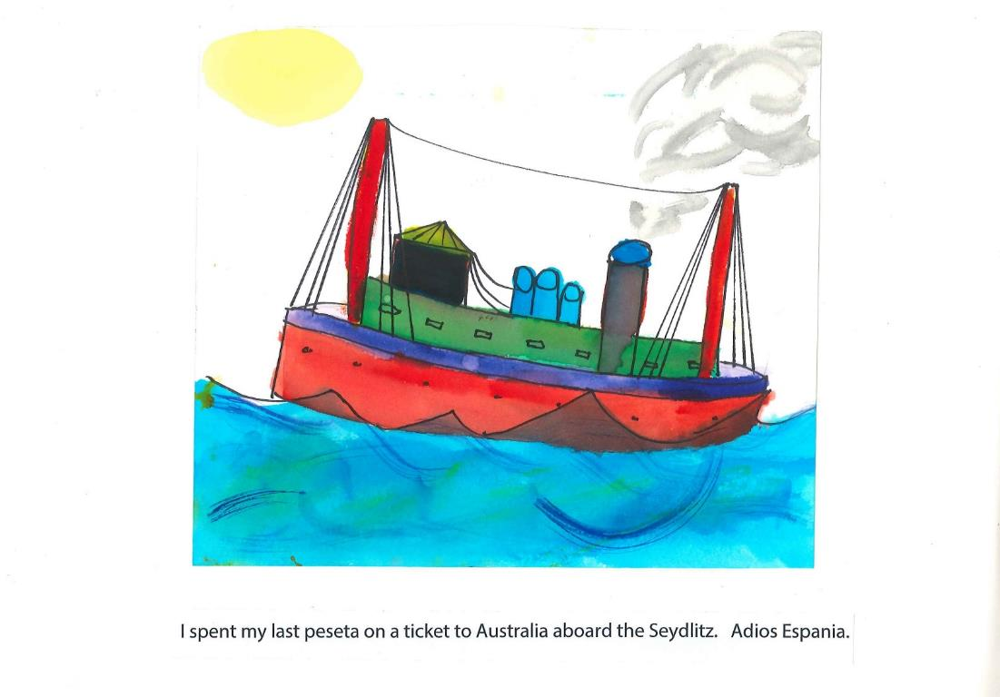 I spent my last peseta on a ticket to Australia aboard the Seydlitz. Adios Espania.